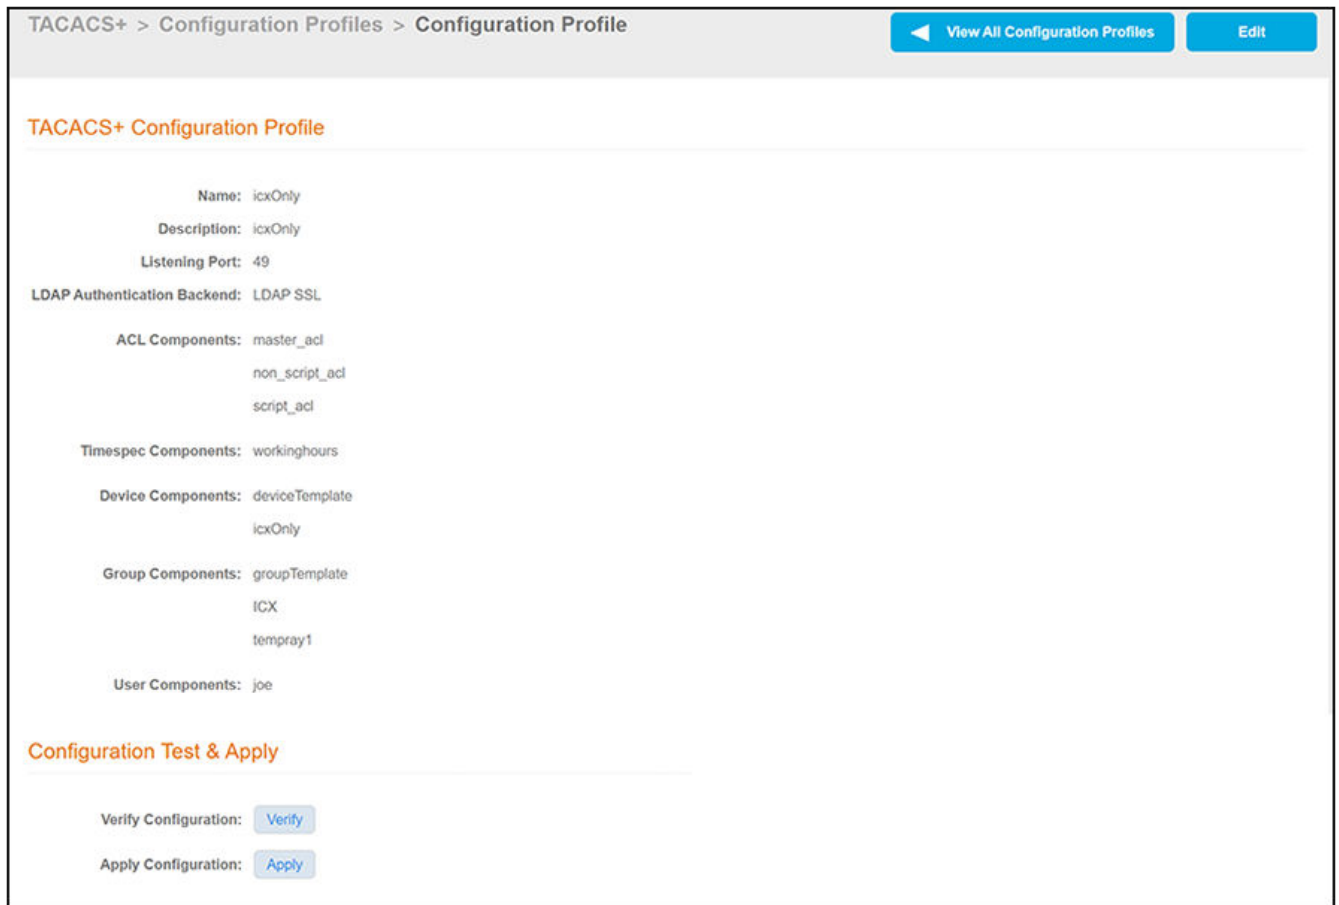 TACACS+ > Configuration Profiles > Configuration Profile
View All Configuration Profiles
Edit
TACACS+ Configuration Profile
Name: icxOnly
Description: icxOnly
Listening Port: 49
LDAP Authentication Backend: LDAP SSL
ACL Components: master_acl
non_script_acl
script_acl
Timespec Components: workinghours
Device Components: deviceTemplate
icxOnly
Group Components: groupTemplate
ICX
tempray1
User Components: joe
Configuration Test & Apply
Verify Configuration: Verify
Apply Configuration: Apply